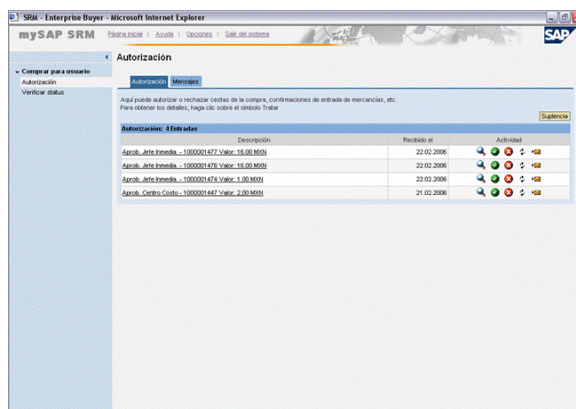 SRM - Enterprise Buyer - Microsoft Internet Explorer
mySAP SRM
Página inicial | Ayuda | Opciones | Salir del sistema
SAP
Autorización
Comprar para usuario
Autorización
Verificar status
Autorización Mensajes
Aquí puede autorizar o rechazar cestas de la compra, confirmaciones de entrada de mercancías, etc.
Para obtener los detalles, haga clic sobre el símbolo Tratar
Suplencia
Autorización: 4 Entradas
Descripción Recibido el Actividad
Aprob. Jefe Inmedia. - 1000001477 Valor: 15,00 MXN 22.02.2006
Aprob. Jefe Inmedia. - 1000001476 Valor: 16,00 MXN 22.02.2006
Aprob. Jefe Inmedia. - 1000001474 Valor: 1,00 MXN 22.02.2006
Aprob. Centro Costo - 1000001447 Valor: 2,00 MXN 21.02.2006